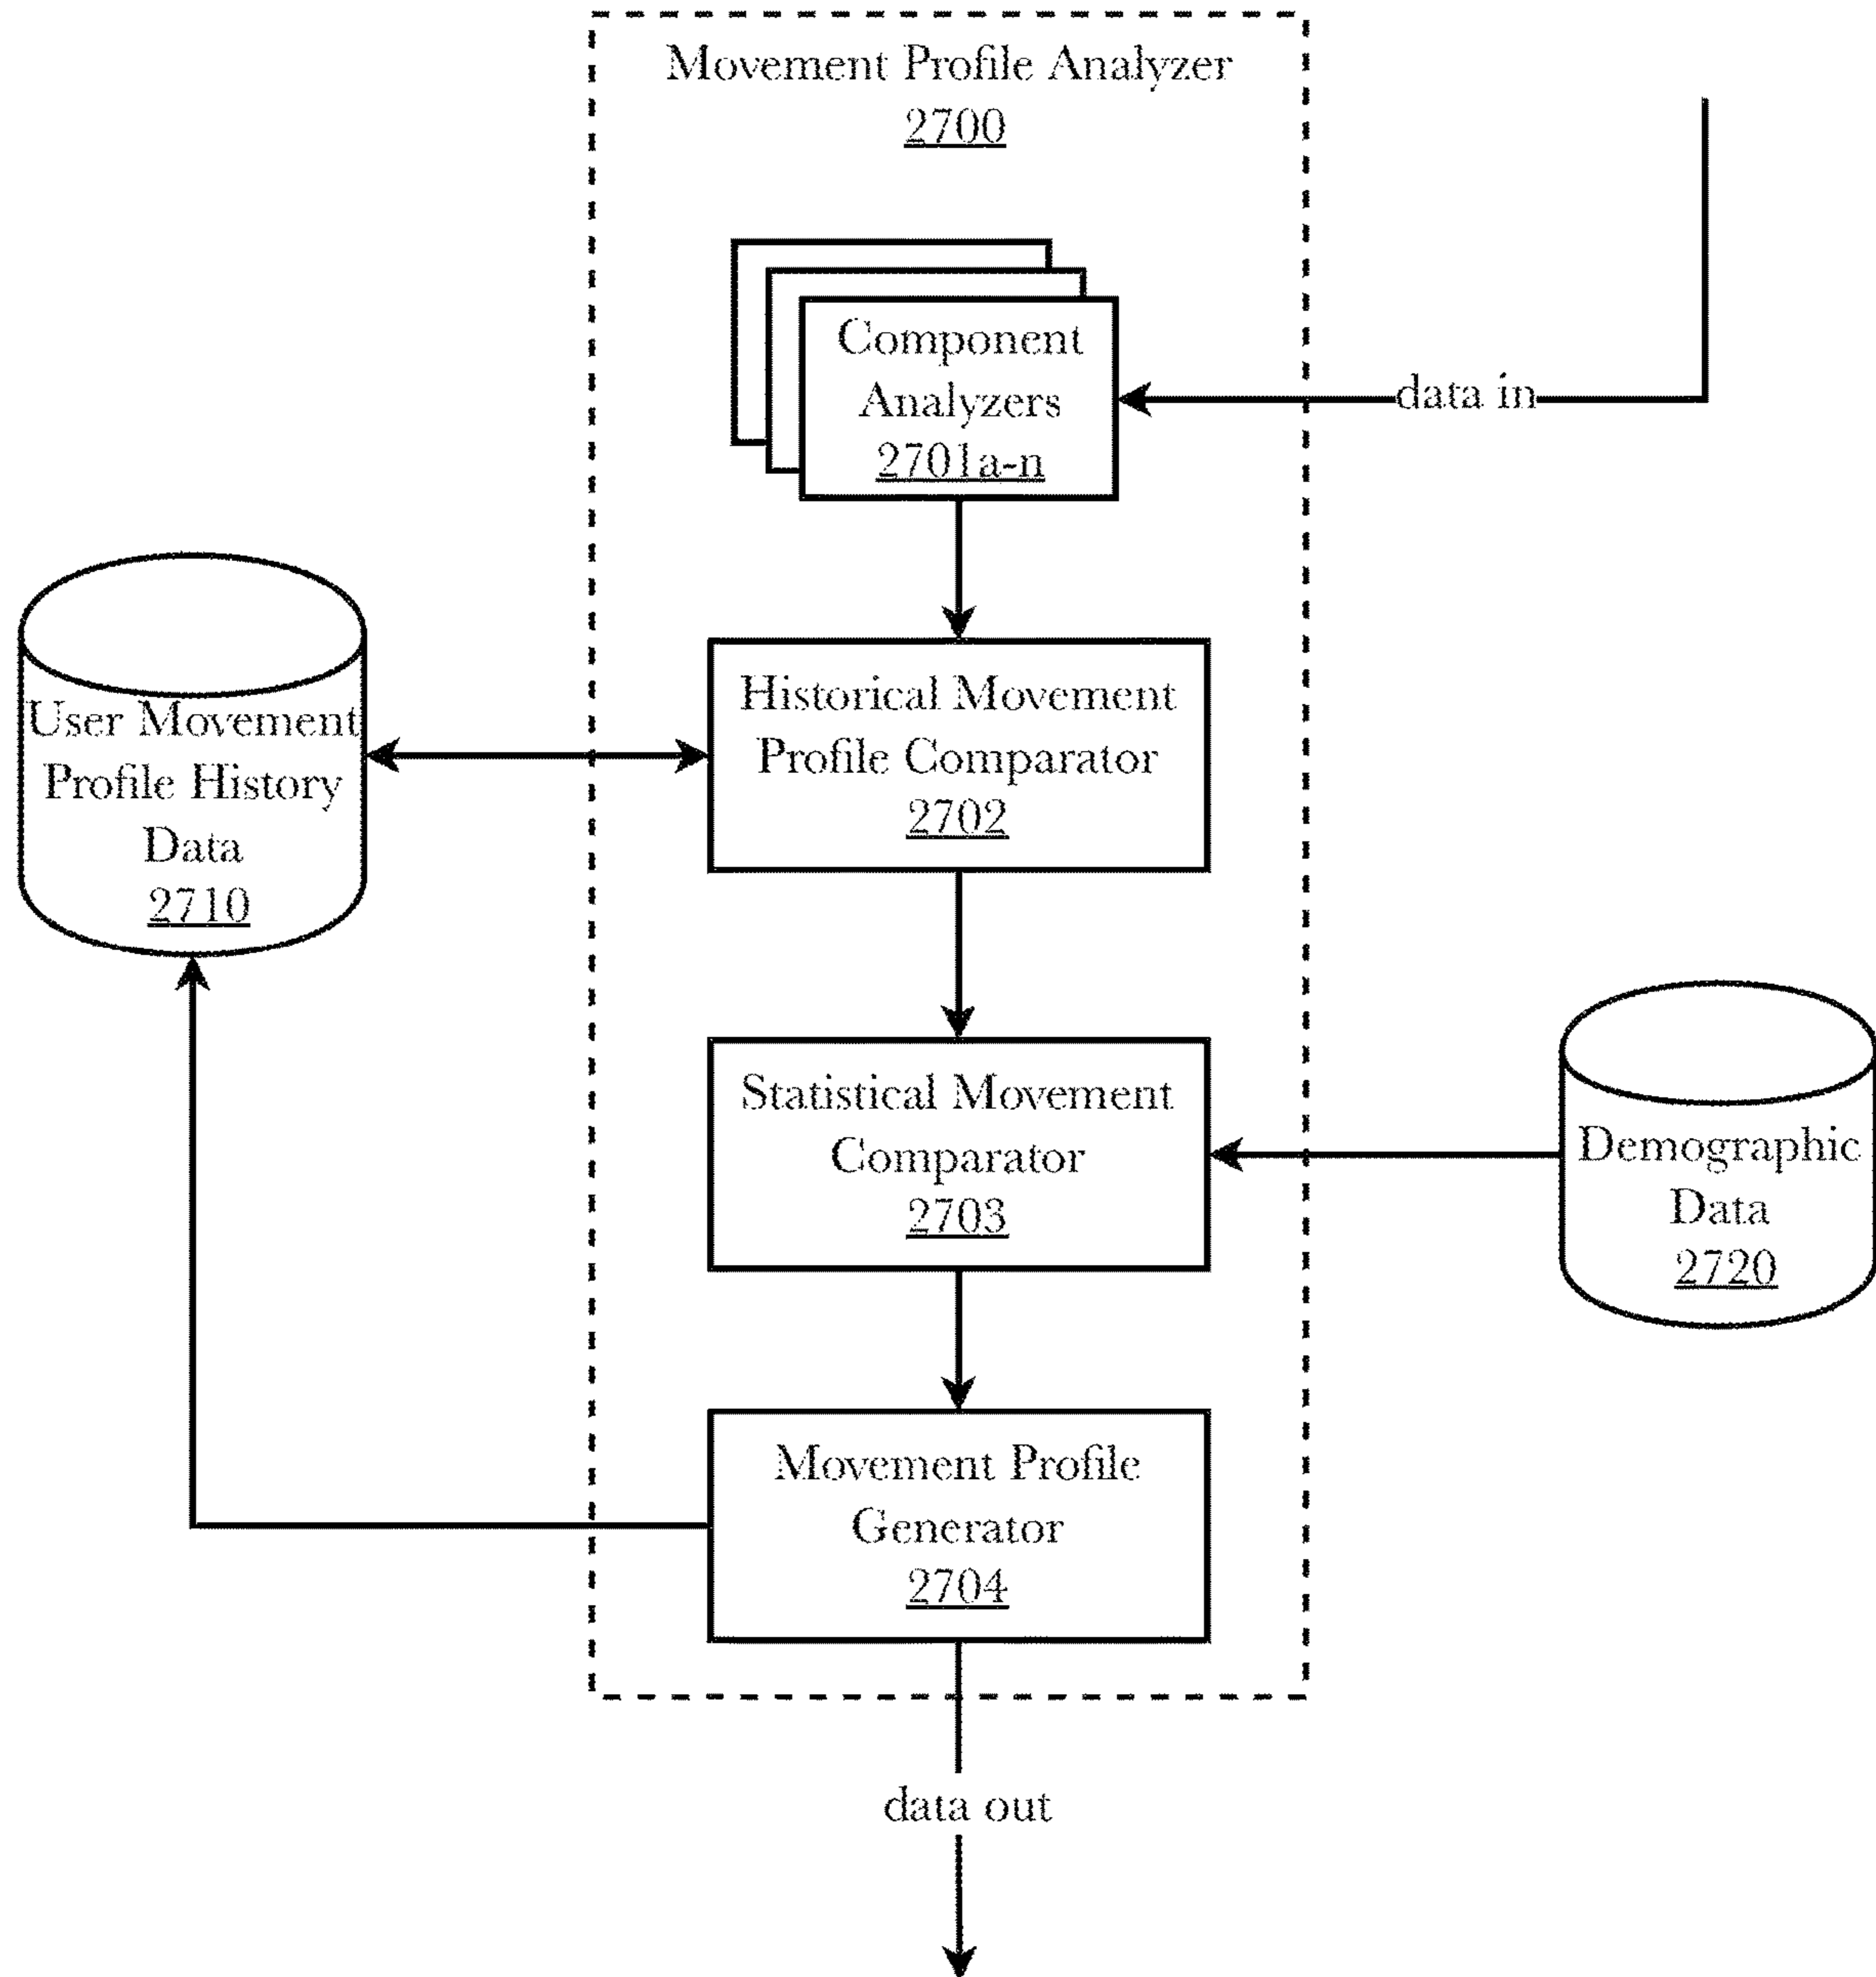 Movement Profile Analyzer
2700
Component
Analyzers
2701a-n
data in
User Movement
Profile History
Data
2710
Historical Movement
Profile Comparator
2702
Statistical Movement
Comparator
2703
Demographic
Data
2720
Movement Profile
Generator
2704
data out